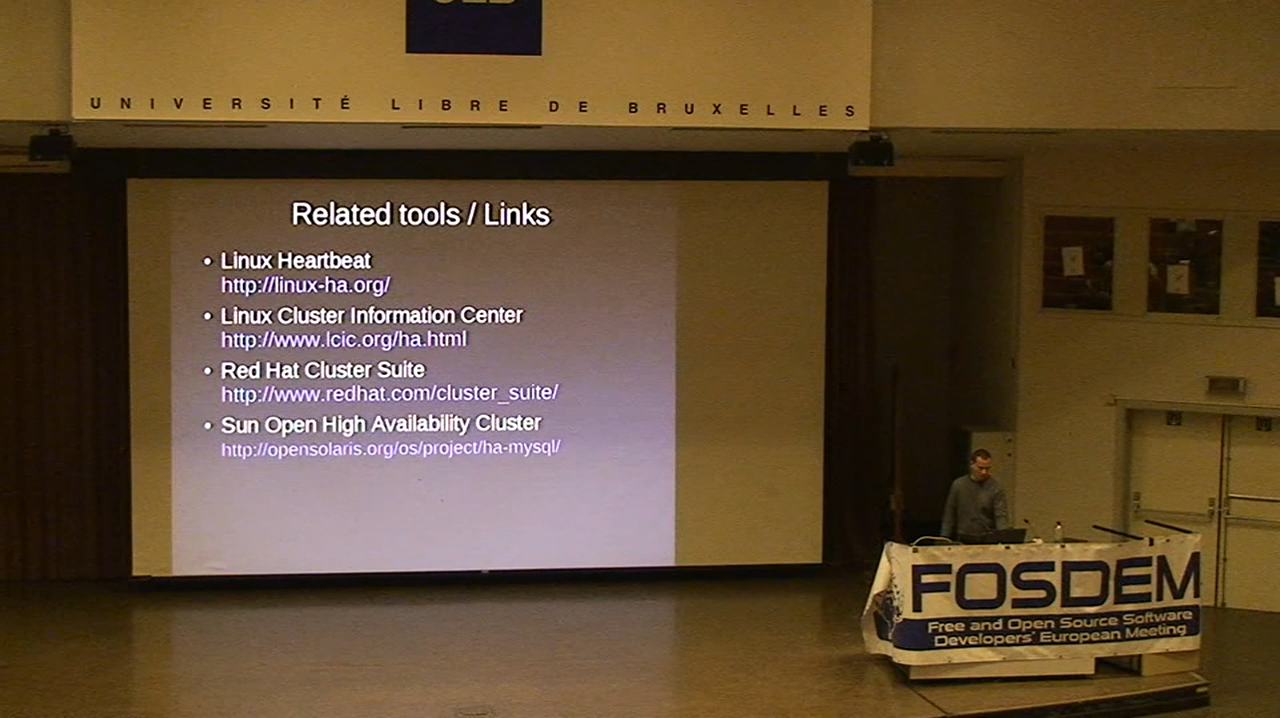 UNIVERSITÉ LIBRE DE BRUXELLES
Related tools / Links
• Linux Heartbeat
http://linux-ha.org/
• Linux Cluster Information Center
http://www.lcic.org/ha.html
• Red Hat Cluster Suite
http://www.redhat.com/cluster_suite/
• Sun Open High Availability Cluster
http://opensolaris.org/os/project/ha-mysql/
FOSDEM
Free and Open Source Software
Developers' European Meeting